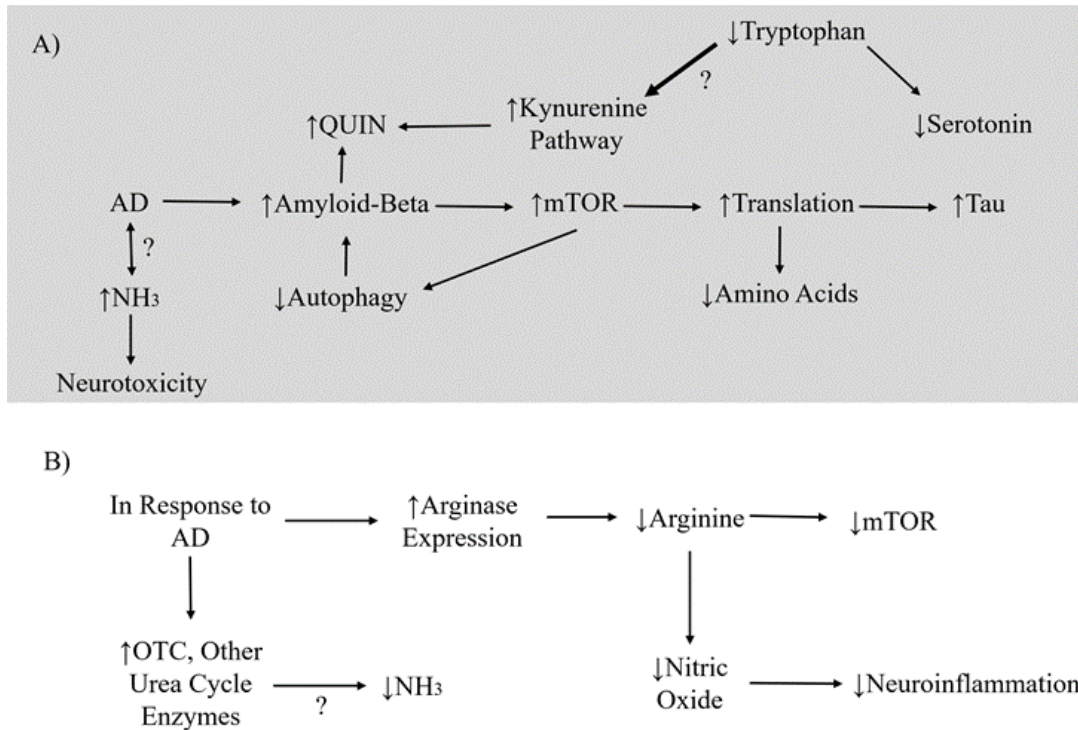 A)
↓Tryptophan
?
↑Kynurenine
Pathway
↑QUIN
↓Serotonin
AD
↑Amyloid-Beta
↑mTOR
↑Translation
↑Tau
?
↑NH₃
↓Autophagy
↓Amino Acids
Neurotoxicity
B)
In Response to
AD
↑Arginase
Expression
↓Arginine
↓mTOR
↑OTC, Other
Urea Cycle
Enzymes
?
↓NH₃
↓Nitric
Oxide
↓Neuroinflammation